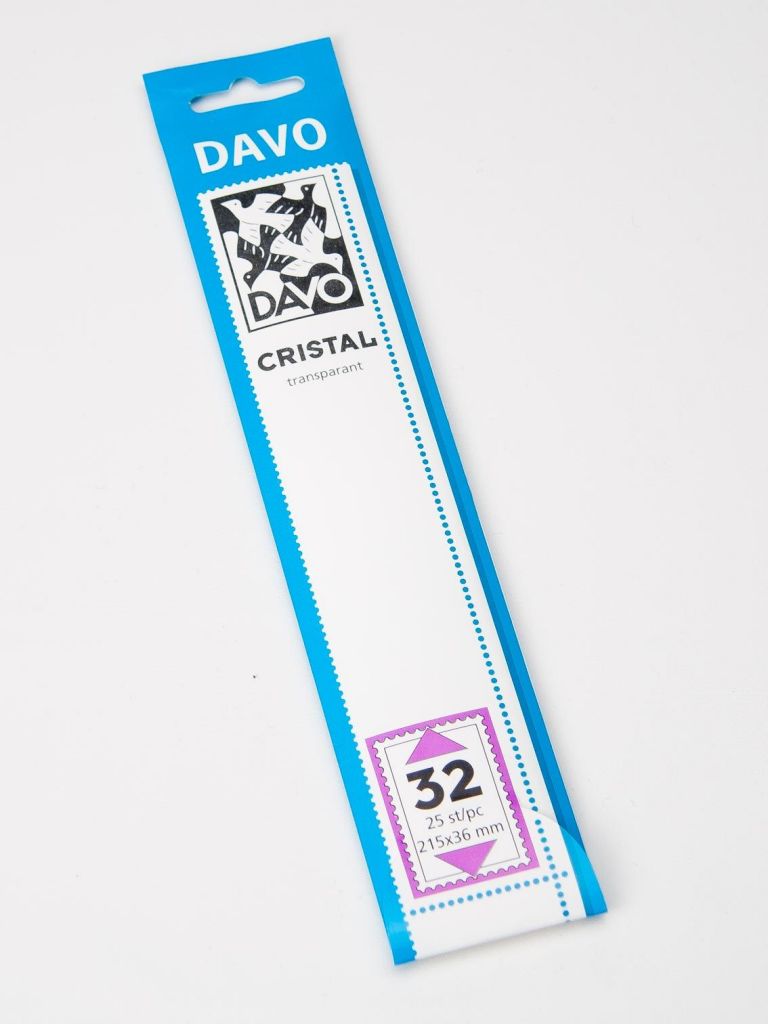 DAVO
DAVO
CRISTAL
transparant
32
25 st/pc
215x36 mm